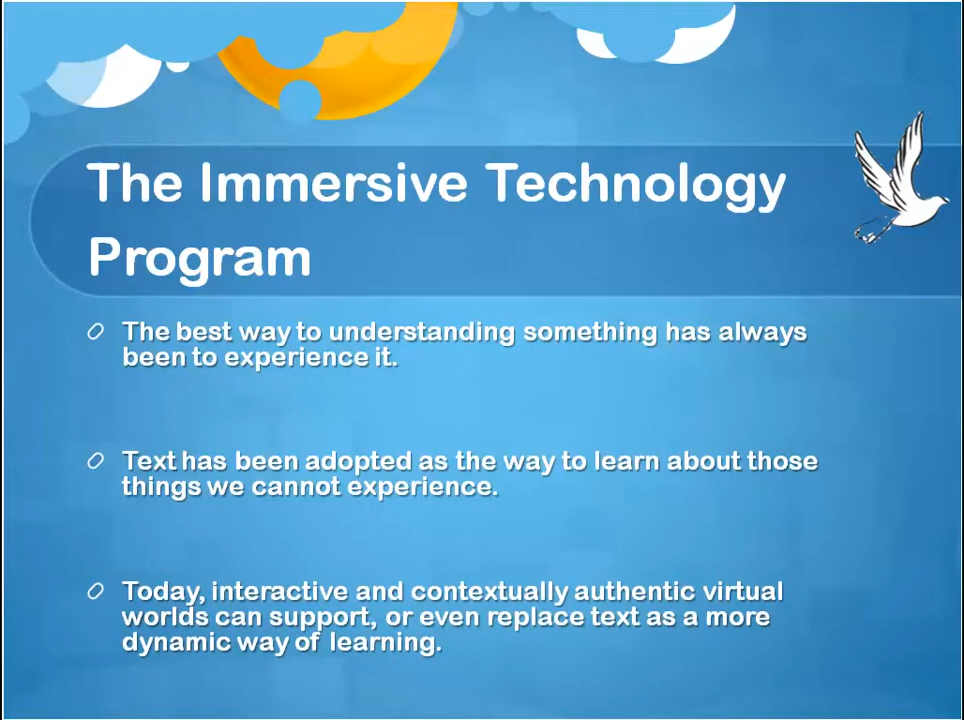 The Immersive Technology
Program
The best way to understanding something has always
been to experience it.
Text has been adopted as the way to learn about those
things we cannot experience.
Today, interactive and contextually authentic virtual
worlds can support, or even replace text as a more
dynamic way of learning.